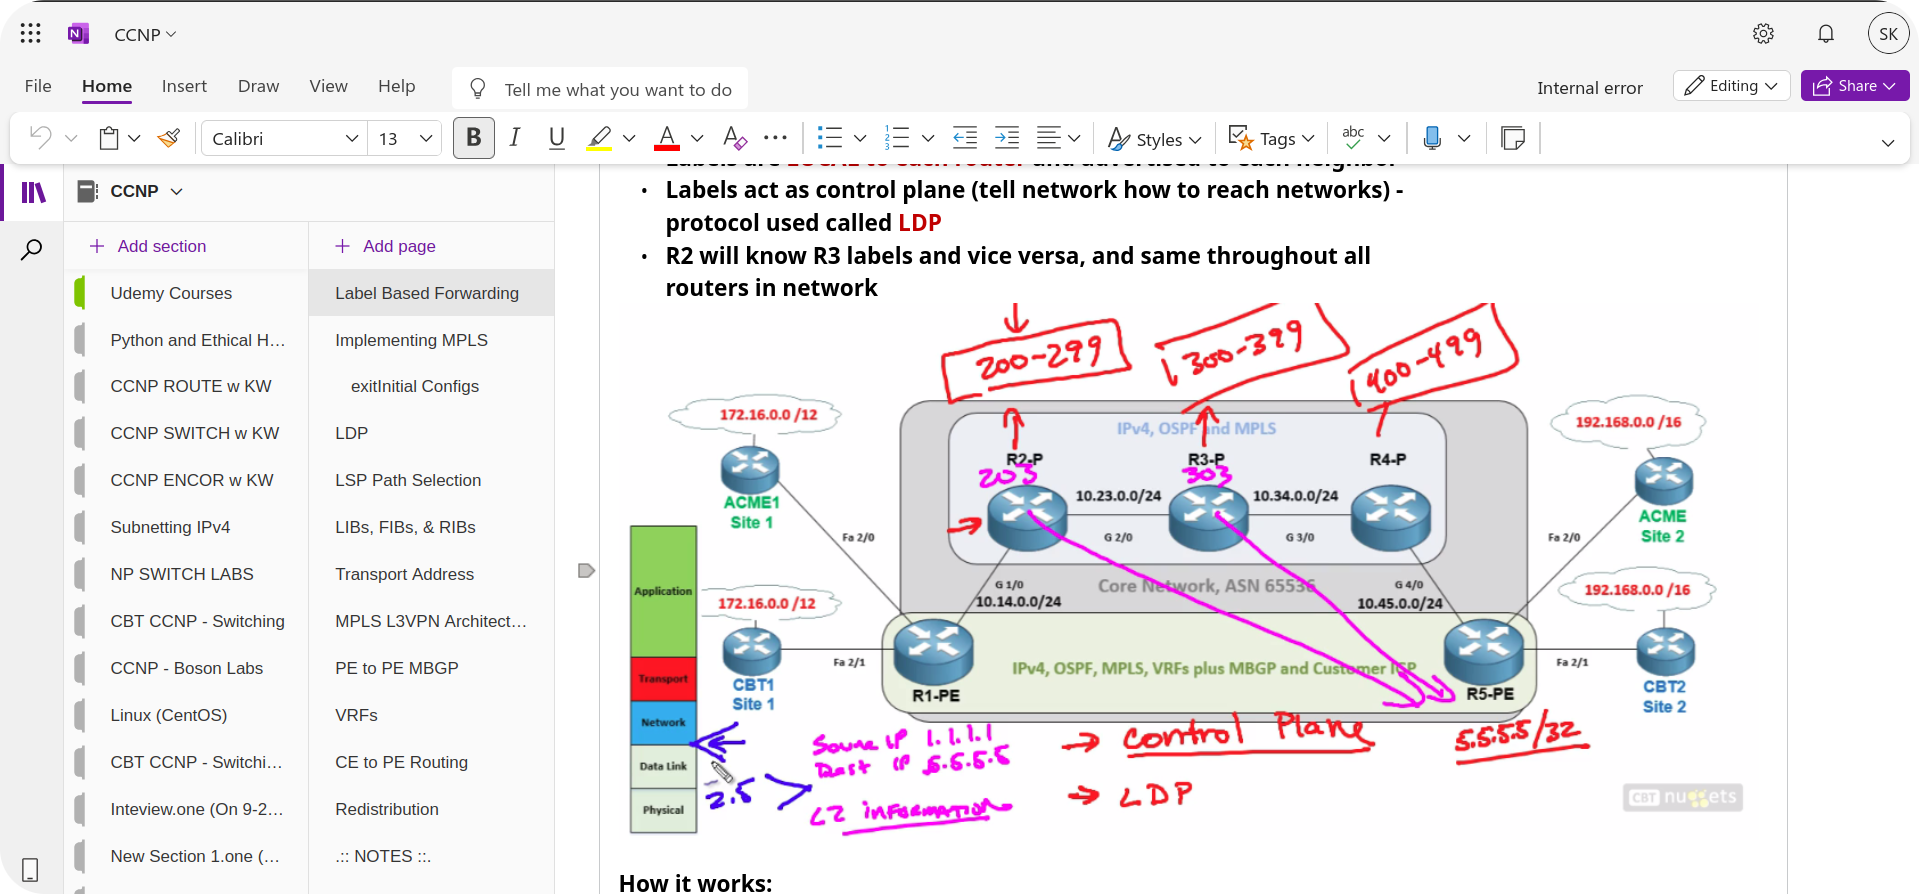 CCNP
SK
File Home Insert Draw View Help Tell me what you want to do
Internal error Editing Share
Calibri 13 B I U A A Styles Tags abc
CCNP
Add section
Udemy Courses
Python and Ethical H...
CCNP ROUTE w KW
CCNP SWITCH w KW
CCNP ENCOR w KW
Subnetting IPv4
NP SWITCH LABS
CBT CCNP - Switching
CCNP - Boson Labs
Linux (CentOS)
CBT CCNP - Switchi...
Inteview.one (On 9-2...
New Section 1.one (...
Add page
Label Based Forwarding
Implementing MPLS
exitInitial Configs
LDP
LSP Path Selection
LIBs, FIBs, & RIBs
Transport Address
MPLS L3VPN Architect...
PE to PE MBGP
VRFs
CE to PE Routing
Redistribution
.:: NOTES ::.
Labels are LOCAL to each router and advertised to each neighbor
• Labels act as control plane (tell network how to reach networks) -
protocol used called LDP
• R2 will know R3 labels and vice versa, and same throughout all
routers in network
200-299
300-399
400-499
172.16.0.0 /12
IPv4, OSPF and MPLS
192.168.0.0 /16
R2-P
R3-P
R4-P
203
303
ACME1
Site 1
10.23.0.0/24
10.34.0.0/24
ACME
Site 2
Fa 2/0
G 2/0
G 3/0
Fa 2/0
G 1/0
Core Network, ASN 65536
G 4/0
10.14.0.0/24
10.45.0.0/24
172.16.0.0 /12
192.168.0.0 /16
Application
Transport
Network
Data Link
Physical
Fa 2/1
IPv4, OSPF, MPLS, VRFs plus MBGP and Customer IGP
Fa 2/1
CBT1
Site 1
R1-PE
R5-PE
CBT2
Site 2
Source IP 1.1.1.1
Dest IP 5.5.5.5
Control Plane
5.5.5.5/32
2.5
L2 INFORMATION
LDP
CBT nuggets
How it works: